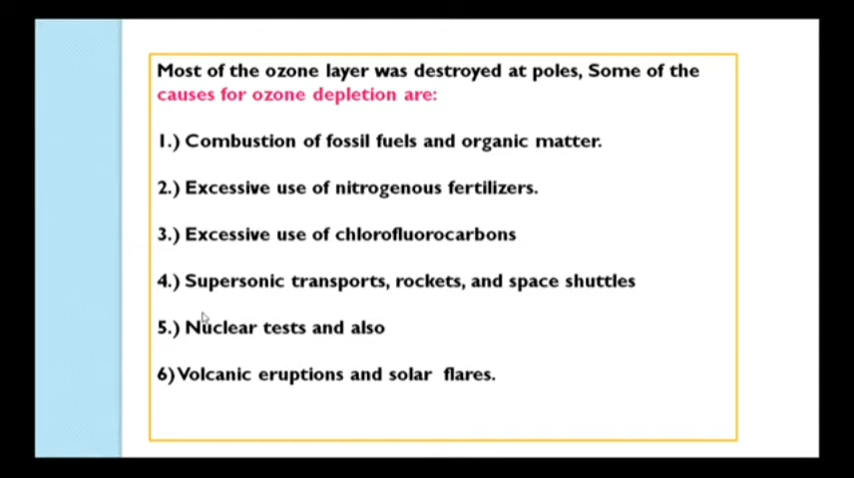 Most of the ozone layer was destroyed at poles, Some of the
causes for ozone depletion are:
1.) Combustion of fossil fuels and organic matter.
2.) Excessive use of nitrogenous fertilizers.
3.) Excessive use of chlorofluorocarbons
4.) Supersonic transports, rockets, and space shuttles
5.) Nuclear tests and also
6) Volcanic eruptions and solar flares.